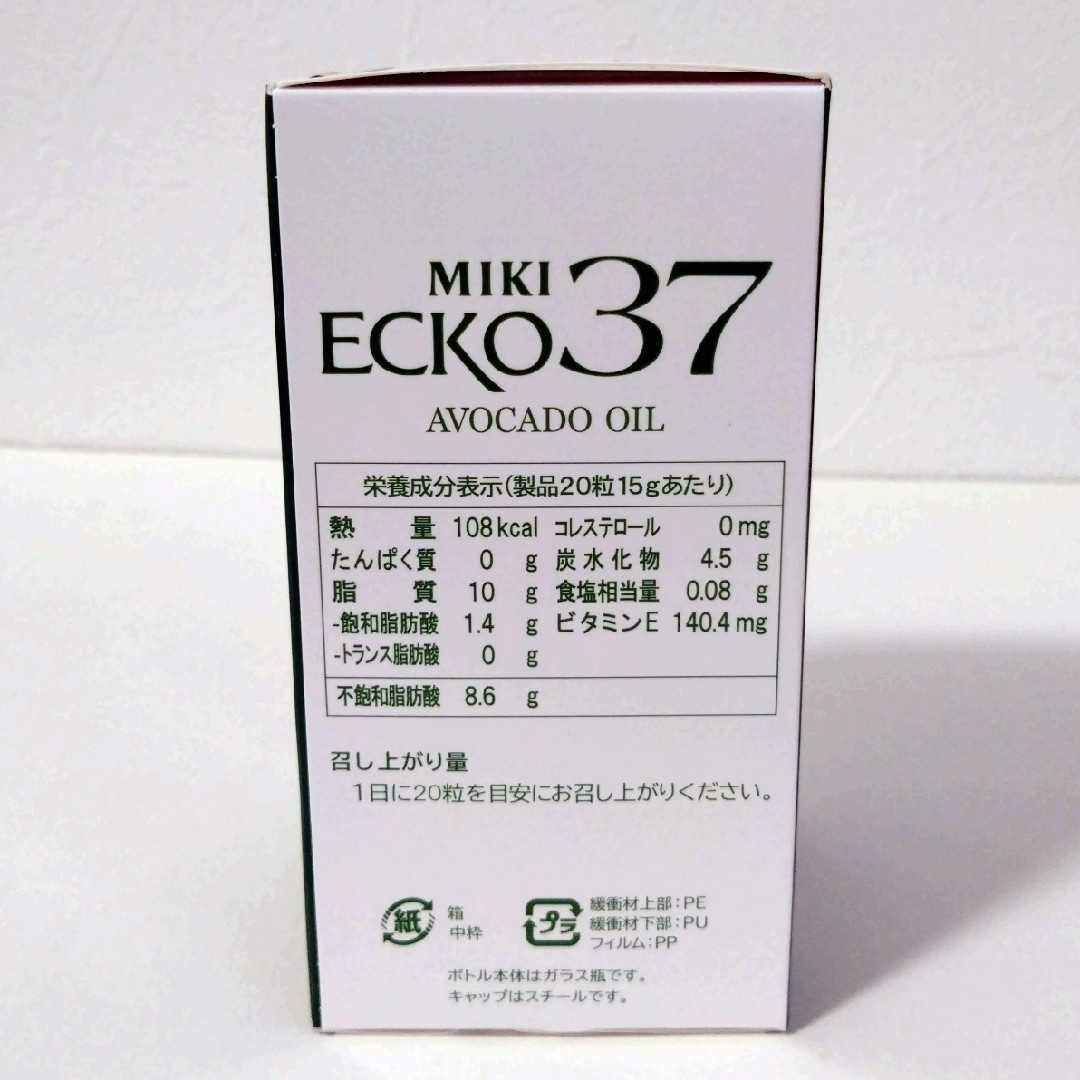 MIKI
ECKO37
AVOCADO OIL
栄養成分表示(製品20粒15gあたり)
熱量 108kcal コレステロール 0mg
たんぱく質 0g 炭水化物 4.5g
脂質 10g 食塩相当量 0.08g
-飽和脂肪酸 1.4g ビタミンE 140.4mg
-トランス脂肪酸 0g
不飽和脂肪酸 8.6g
召し上がり量
1日に20粒を目安にお召し上がりください。
紙 箱
中枠
プラ 緩衝材上部:PE
緩衝材下部:PU
フィルム:PP
ボトル本体はガラス瓶です。
キャップはスチールです。